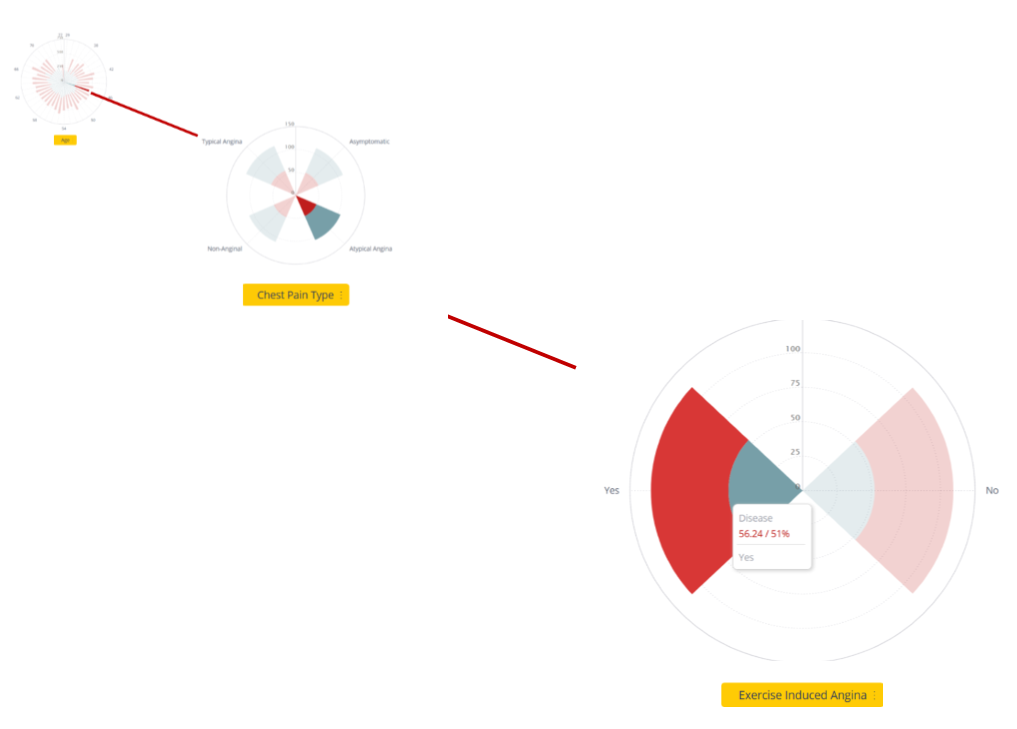 Age
150
Typical Angina
Asymptomatic
100
50
Non-Anginal
Atypical Angina
Chest Pain Type
100
75
50
25
0
Yes
No
Disease
56.24 / 51%
Yes
Exercise Induced Angina